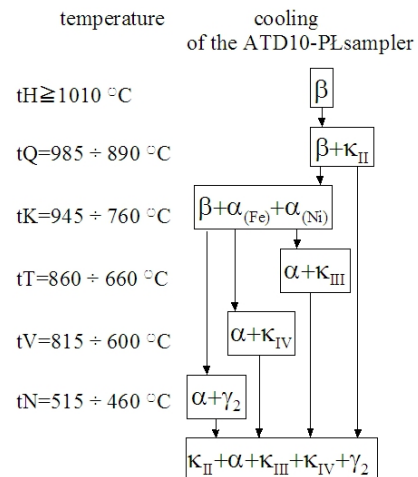 temperature cooling
of the ATD10-PŁsampler
tH≧1010 °C β
tQ=985 ÷ 890 °C β+κII
tK=945 ÷ 760 °C β+α(Fe)+α(Ni)
tT=860 ÷ 660 °C α+κIII
tV=815 ÷ 600 °C α+κIV
tN=515 ÷ 460 °C α+γ2
κII+α+κIII+κIV+γ2